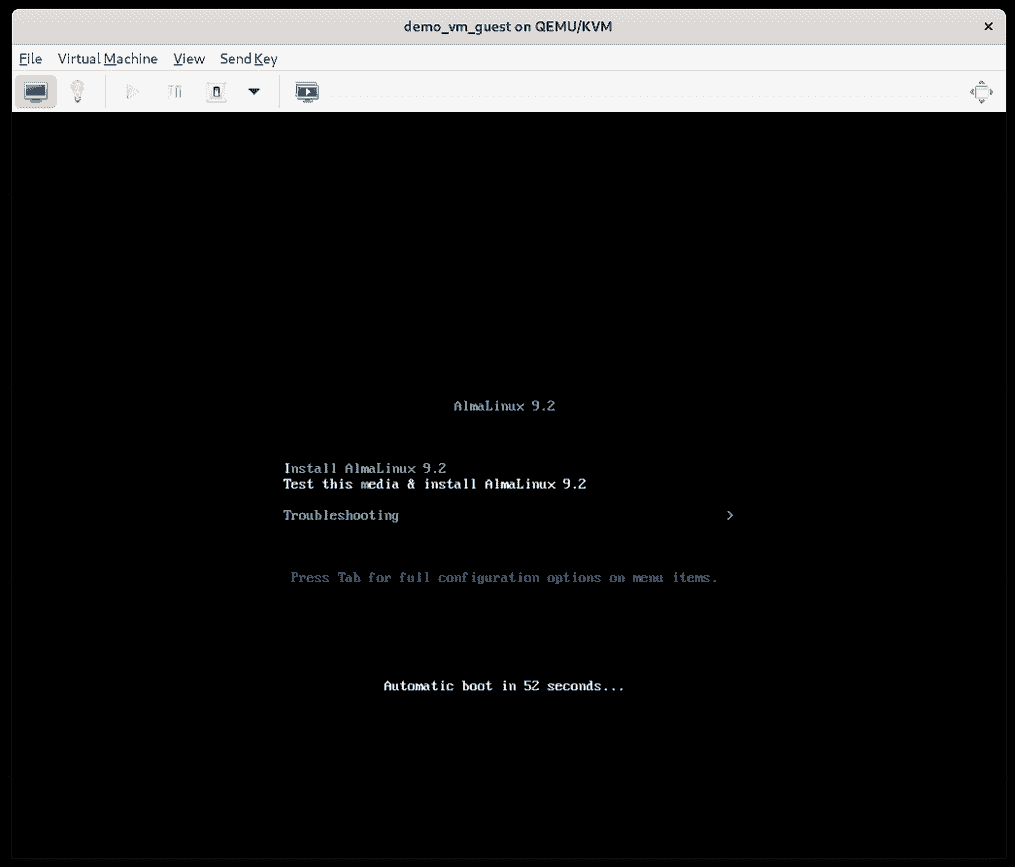 demo_vm_guest on QEMU/KVM
File Virtual Machine View Send Key
AlmaLinux 9.2
Install AlmaLinux 9.2
Test this media & install AlmaLinux 9.2
Troubleshooting >
Press Tab for full configuration options on menu items.
Automatic boot in 52 seconds...